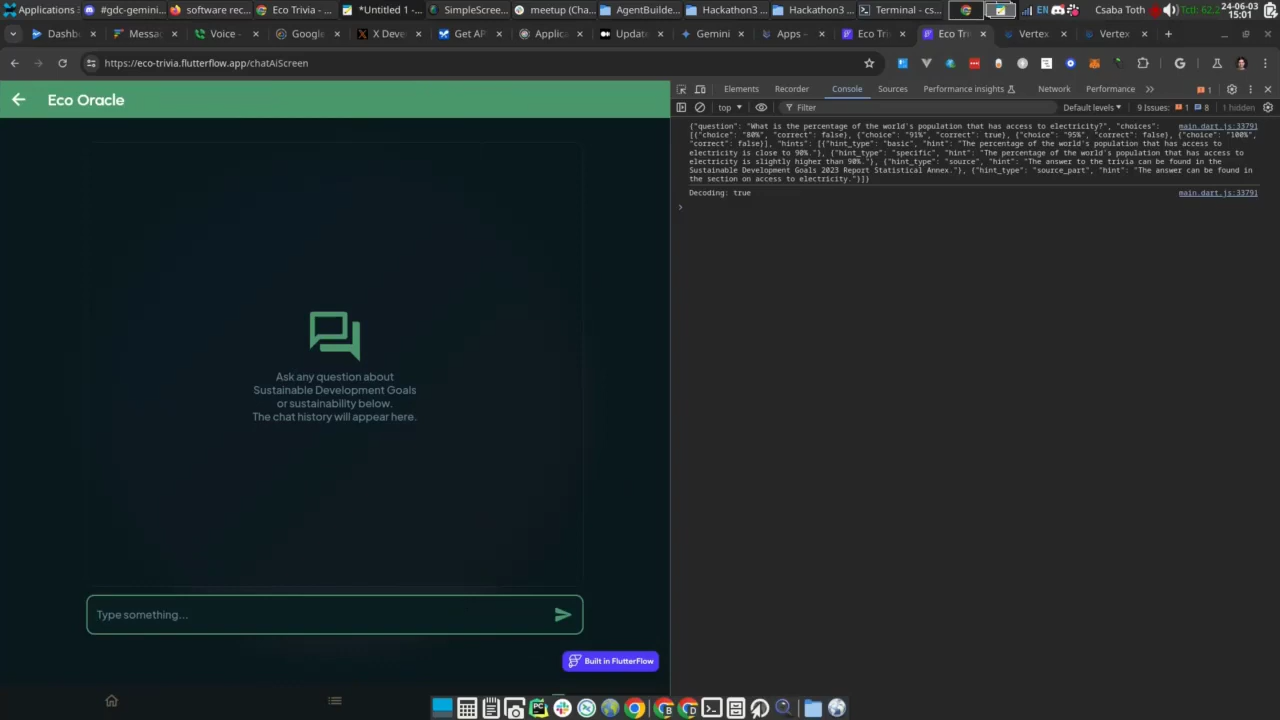 Applications
#gdc-gemini...
software rec...
Eco Trivia - ...
*Untitled 1 - ...
SimpleScree...
meetup (Cha...
AgentBuilde...
Hackathon3 ...
Hackathon3 ...
Terminal - cs...
EN
Csaba Toth
Tctl: 62.2
24-06-03
15:01
Dashb
Messa
Voice -
Google
X Deve
Get AP
Applica
Update
Gemini
Apps -
Eco Tri
Eco Tri
Vertex
Vertex
https://eco-trivia.flutterflow.app/chatAiScreen
Eco Oracle
Elements
Recorder
Console
Sources
Performance insights
Network
Performance
1
top
Filter
Default levels
9 Issues:
1
8
1 hidden
{"question": "What is the percentage of the world's population that has access to electricity?", "choices": main.dart.js:33791
[{"choice": "80%", "correct": false}, {"choice": "91%", "correct": true}, {"choice": "95%", "correct": false}, {"choice": "100%",
"correct": false}], "hints": [{"hint_type": "basic", "hint": "The percentage of the world's population that has access to
electricity is close to 90%."}, {"hint_type": "specific", "hint": "The percentage of the world's population that has access to
electricity is slightly higher than 90%."}, {"hint_type": "source", "hint": "The answer to the trivia can be found in the
Sustainable Development Goals 2023 Report Statistical Annex."}, {"hint_type": "source_part", "hint": "The answer can be found in
the section on access to electricity."}]}
Decoding: true main.dart.js:33791
Ask any question about
Sustainable Development Goals
or sustainability below.
The chat history will appear here.
Type something...
Built in FlutterFlow